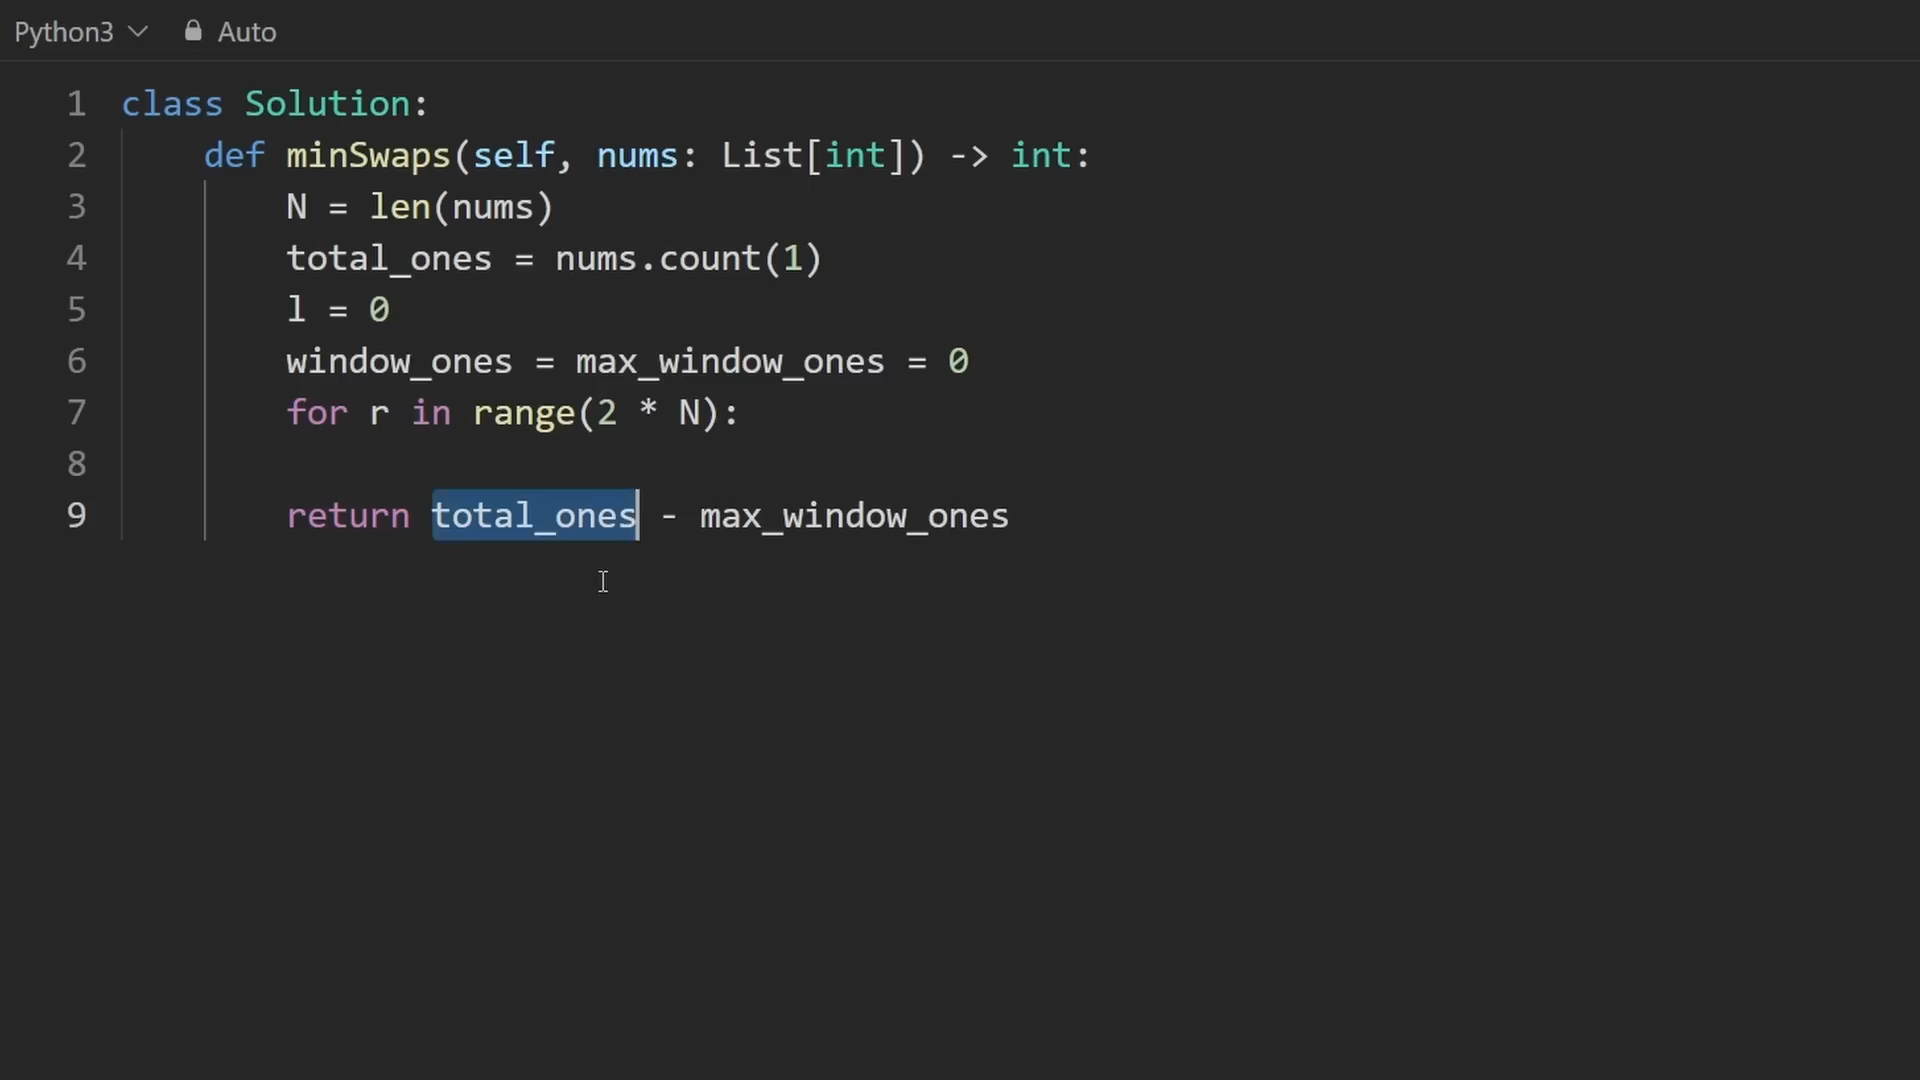 Python3 Auto
1 class Solution:
2 def minSwaps(self, nums: List[int]) -> int:
3 N = len(nums)
4 total_ones = nums.count(1)
5 l = 0
6 window_ones = max_window_ones = 0
7 for r in range(2 * N):
8
9 return total_ones - max_window_ones